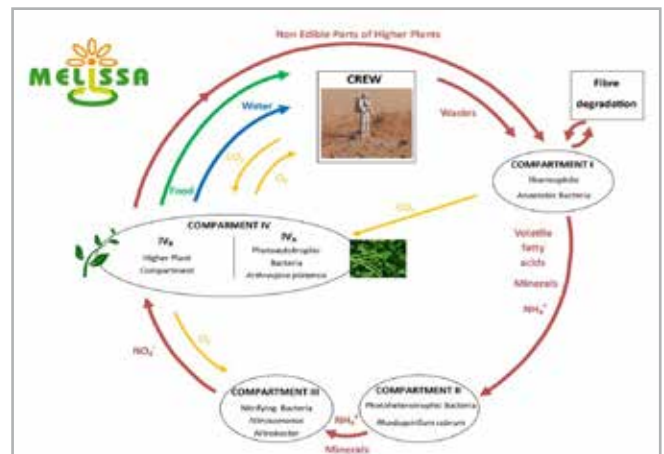 Non Edible Parts of Higher Plants
MELiSSA
CREW
Fibre
degradation
Water
Wastes
CO₂
O₂
Food
COMPARTMENT I
Thermophilic
Anaerobic Bacteria
CO₂
COMPARMENT IV
IVB
Higher Plant
Compartment
IVA
Photoautotrophic
Bacteria
Arthrospira platensis
Volatile
fatty
acids
Minerals
NH₄⁺
O₂
NO₃⁻
COMPARTMENT III
Nitrifying Bacteria
Nitrosomonas
Nitrobacter
NH₄⁺
Minerals
COMPARTMENT II
Photoheterotrophic Bacteria
Rhodospirillum rubrum